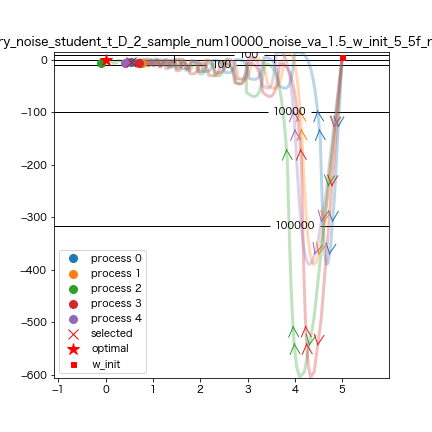 ry_noise_student_t_D_2_sample_num10000_noise_va_1.5_w_init_5_5f_r
0
−100
−200
−300
−400
−500
−600
100
100
10000
100000
process 0
process 1
process 2
process 3
process 4
selected
optimal
w_init
−1 0 1 2 3 4 5